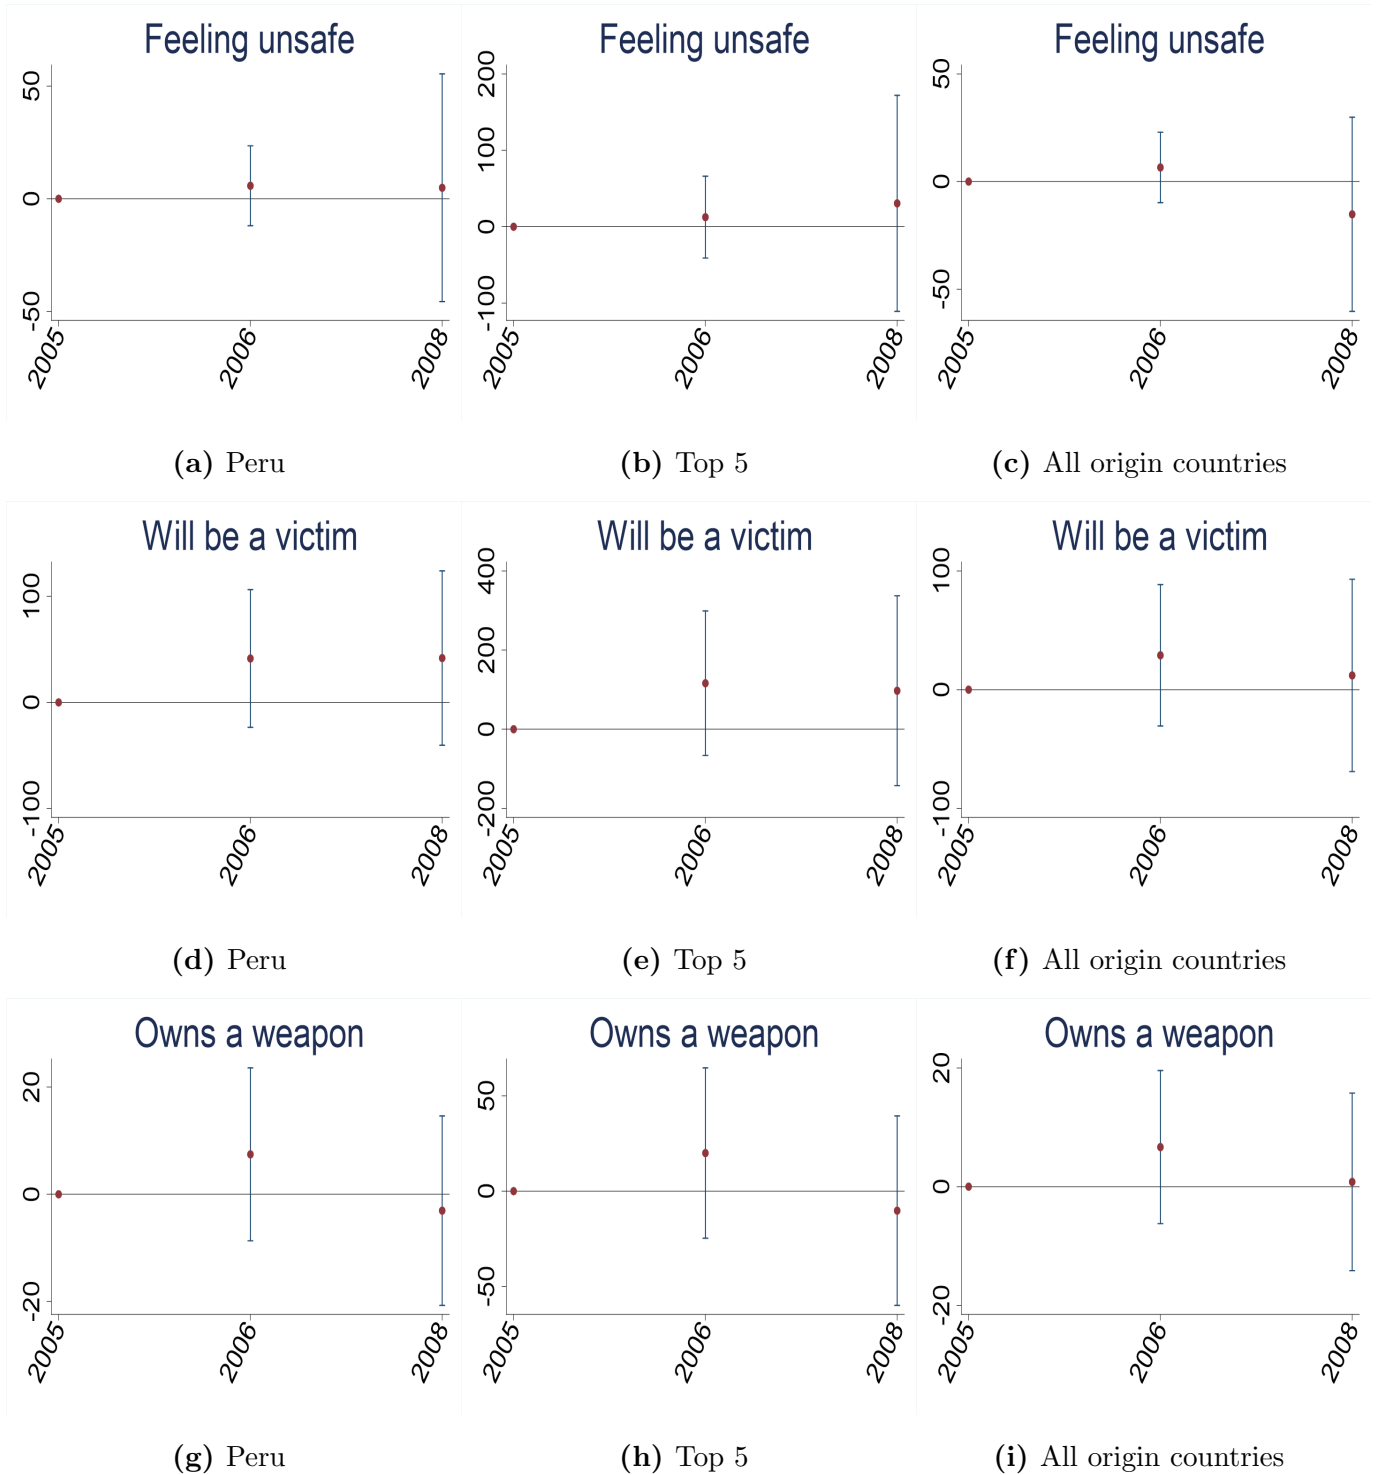 Feeling unsafe Feeling unsafe Feeling unsafe
50 0 -50 200 100 0 -100 50 0 -50
2005 2006 2008 2005 2006 2008 2005 2006 2008
(a) Peru (b) Top 5 (c) All origin countries
Will be a victim Will be a victim Will be a victim
100 0 -100 400 200 0 -200 100 0 -100
2005 2006 2008 2005 2006 2008 2005 2006 2008
(d) Peru (e) Top 5 (f) All origin countries
Owns a weapon Owns a weapon Owns a weapon
20 0 -20 50 0 -50 20 0 -20
2005 2006 2008 2005 2006 2008 2005 2006 2008
(g) Peru (h) Top 5 (i) All origin countries